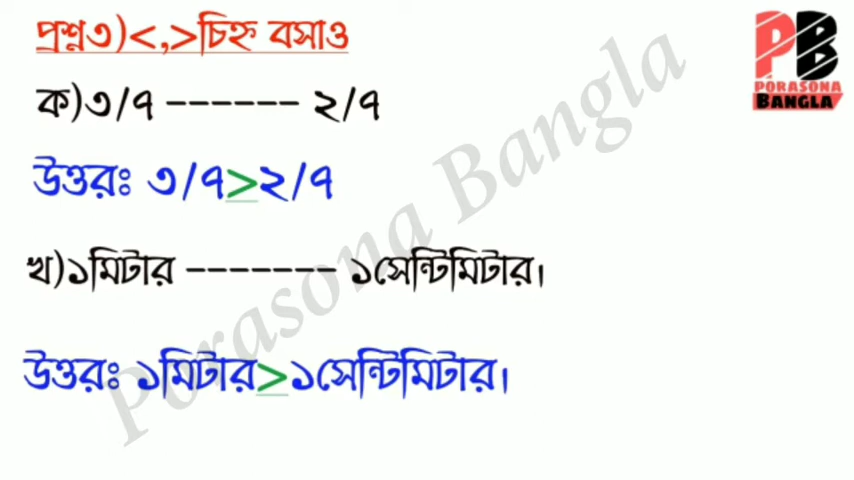 প্রশ্ন৩)<,>চিহ্ন বসাও
PB
PORASONA
BANGLA
ক)৩/৭ ------ ২/৭
উত্তরঃ ৩/৭>২/৭
খ)১মিটার ------- ১সেন্টিমিটার।
উত্তরঃ ১মিটার>১সেন্টিমিটার।
Porasona Bangla